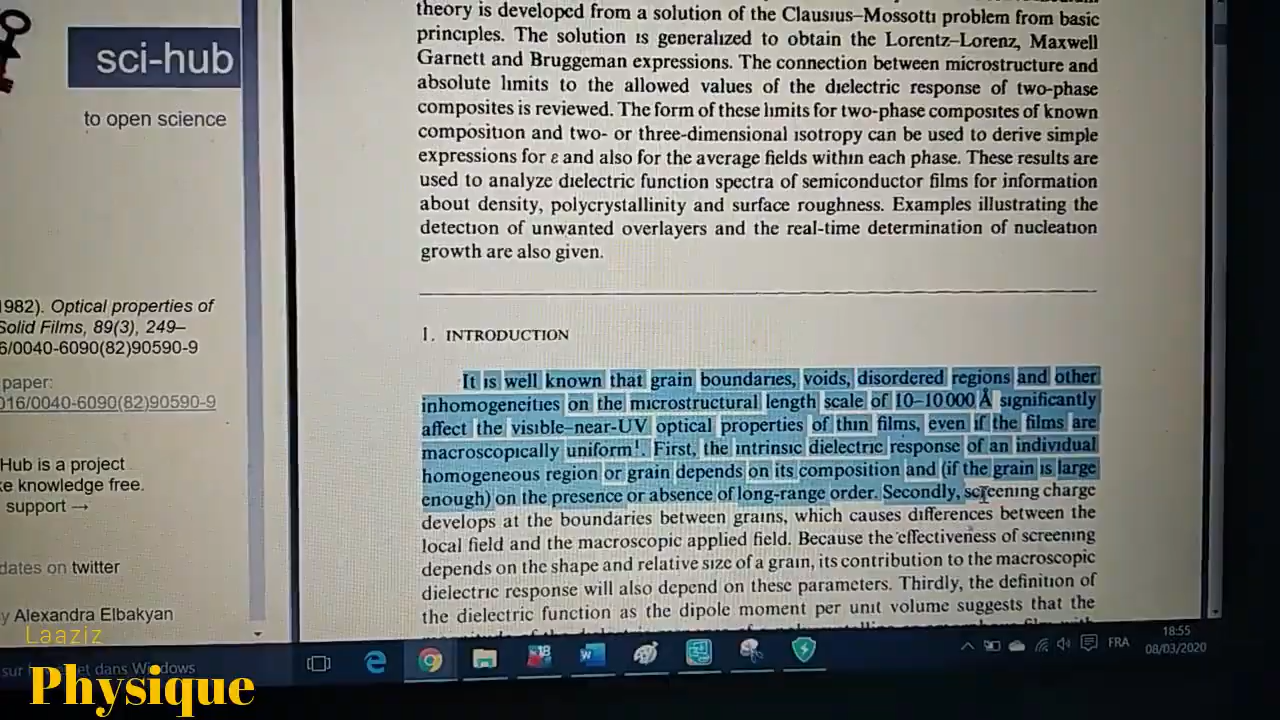 sci-hub
to open science
1982). Optical properties of
Solid Films, 89(3), 249–
6/0040-6090(82)90590-9
paper:
016/0040-6090(82)90590-9
Hub is a project
ke knowledge free.
support →
dates on twitter
y Alexandra Elbakyan
theory is developed from a solution of the Clausius–Mossotti problem from basic
principles. The solution is generalized to obtain the Lorentz–Lorenz, Maxwell
Garnett and Bruggeman expressions. The connection between microstructure and
absolute limits to the allowed values of the dielectric response of two-phase
composites is reviewed. The form of these limits for two-phase composites of known
composition and two- or three-dimensional isotropy can be used to derive simple
expressions for ε and also for the average fields within each phase. These results are
used to analyze dielectric function spectra of semiconductor films for information
about density, polycrystallinity and surface roughness. Examples illustrating the
detection of unwanted overlayers and the real-time determination of nucleation
growth are also given.
1. INTRODUCTION
It is well known that grain boundaries, voids, disordered regions and other
inhomogeneities on the microstructural length scale of 10–10 000 Å significantly
affect the visible–near-UV optical properties of thin films, even if the films are
macroscopically uniform¹. First, the intrinsic dielectric response of an individual
homogeneous region or grain depends on its composition and (if the grain is large
enough) on the presence or absence of long-range order. Secondly, screening charge
develops at the boundaries between grains, which causes differences between the
local field and the macroscopic applied field. Because the effectiveness of screening
depends on the shape and relative size of a grain, its contribution to the macroscopic
dielectric response will also depend on these parameters. Thirdly, the definition of
the dielectric function as the dipole moment per unit volume suggests that the
Laaziz
Physique
dans Windows
18
FRA
18:55
08/03/2020